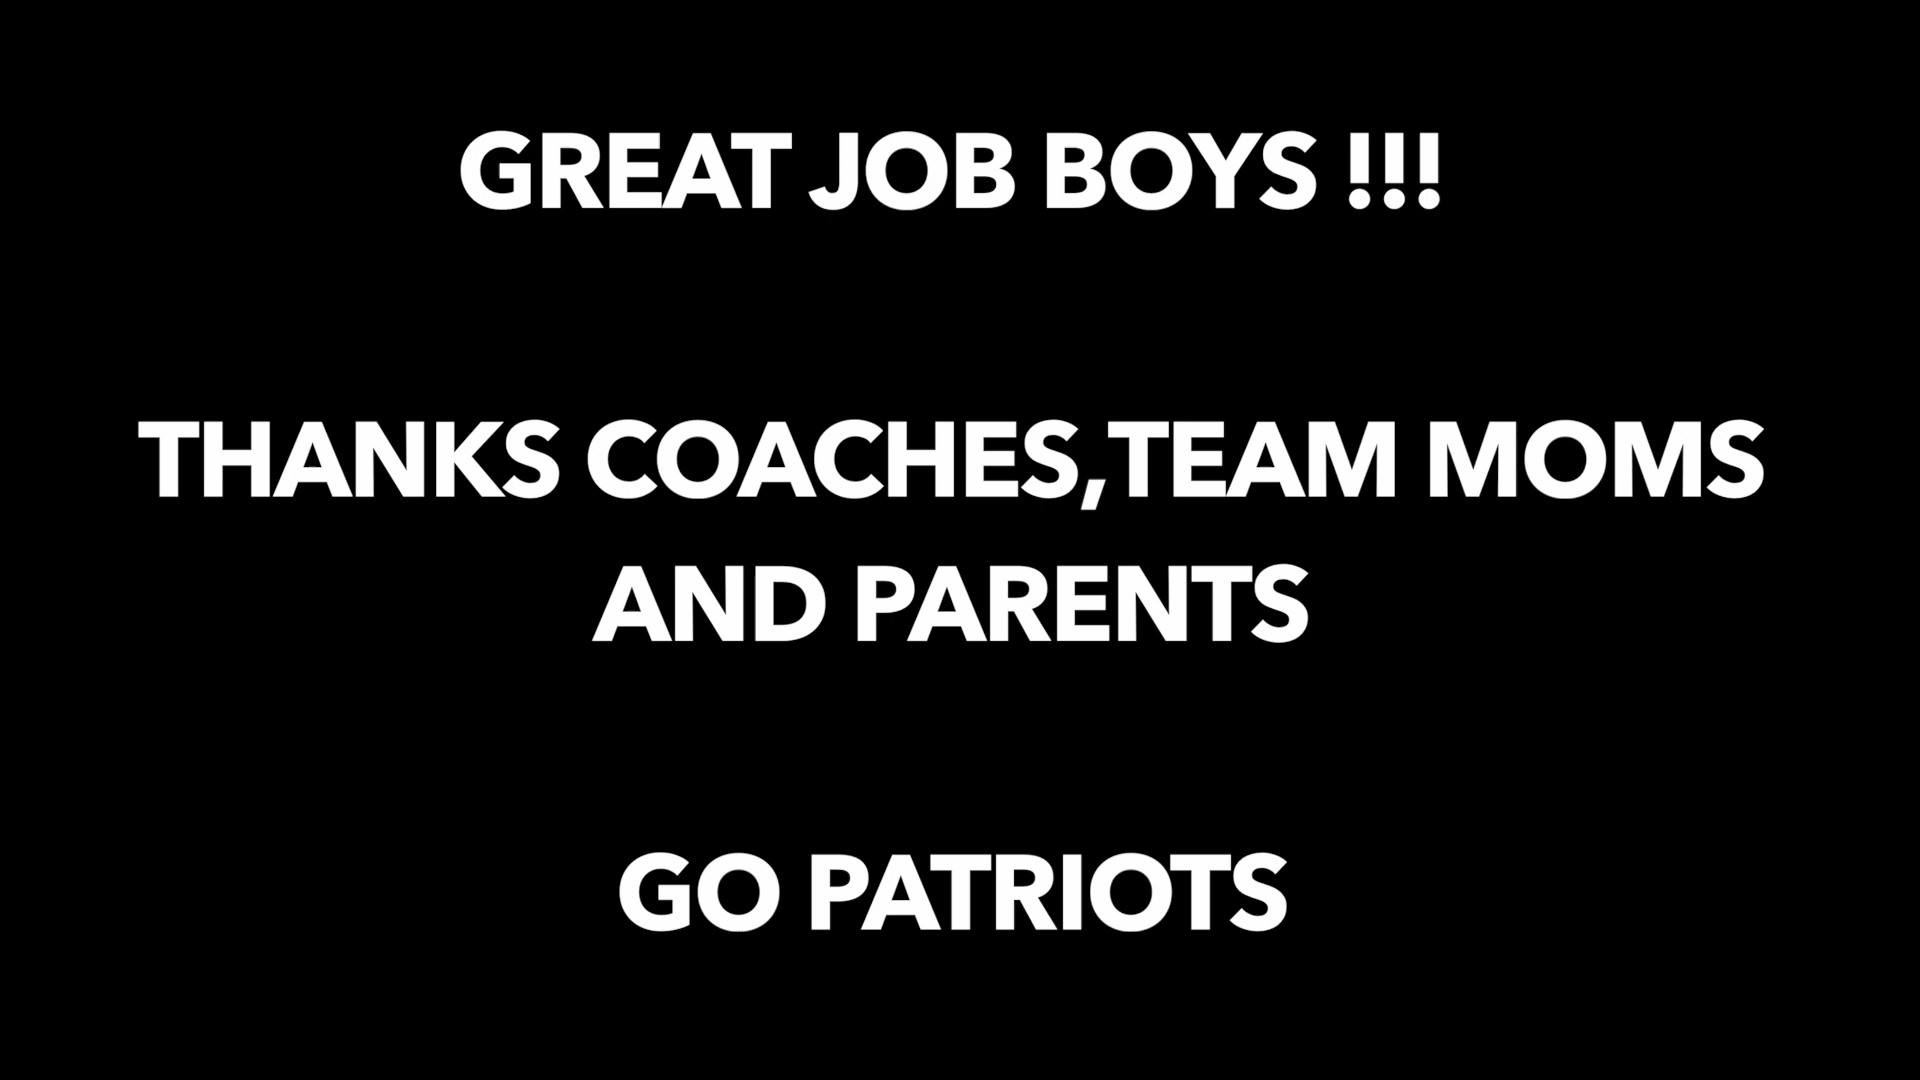 GREAT JOB BOYS !!!
THANKS COACHES,TEAM MOMS
AND PARENTS
GO PATRIOTS